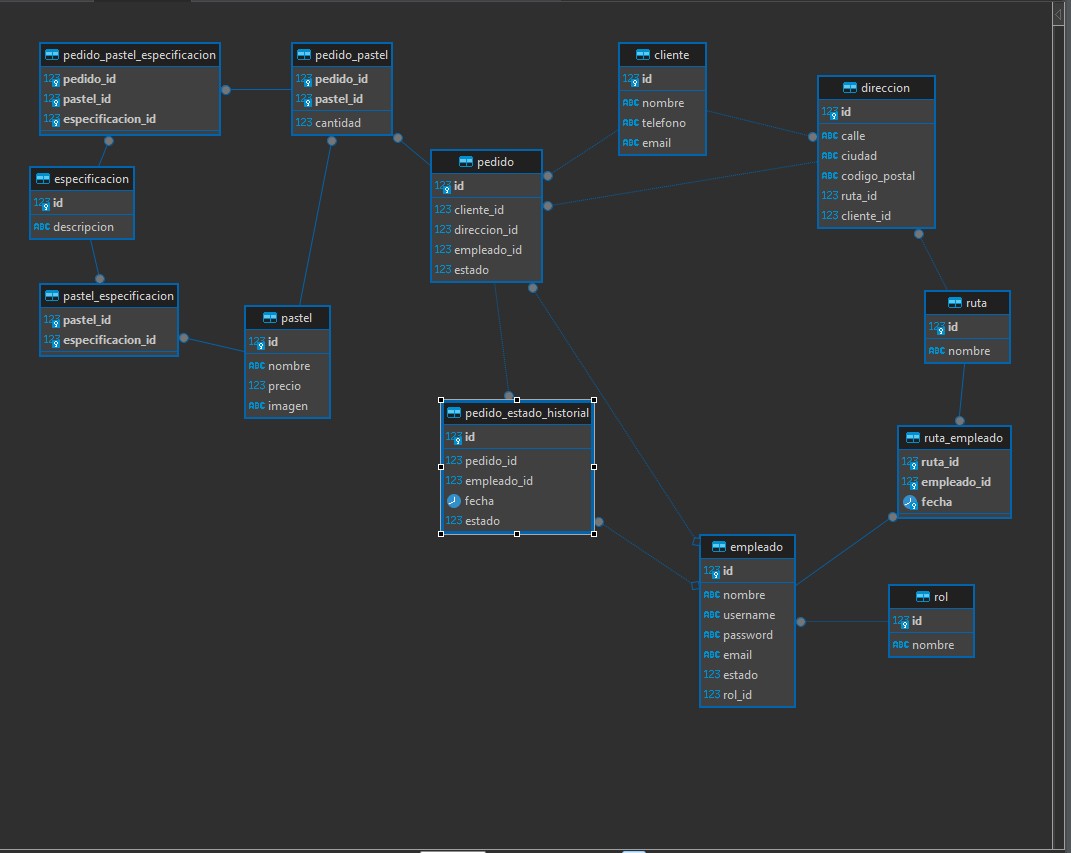 pedido_pastel_especificacion
123 pedido_id
123 pastel_id
123 especificacion_id
pedido_pastel
123 pedido_id
123 pastel_id
123 cantidad
cliente
123 id
ABC nombre
ABC telefono
ABC email
direccion
123 id
ABC calle
ABC ciudad
ABC codigo_postal
123 ruta_id
123 cliente_id
pedido
123 id
123 cliente_id
123 direccion_id
123 empleado_id
123 estado
especificacion
123 id
ABC descripcion
pastel_especificacion
123 pastel_id
123 especificacion_id
pastel
123 id
ABC nombre
123 precio
ABC imagen
ruta
123 id
ABC nombre
pedido_estado_historial
123 id
123 pedido_id
123 empleado_id
fecha
123 estado
ruta_empleado
123 ruta_id
123 empleado_id
fecha
empleado
123 id
ABC nombre
ABC username
ABC password
ABC email
123 estado
123 rol_id
rol
123 id
ABC nombre